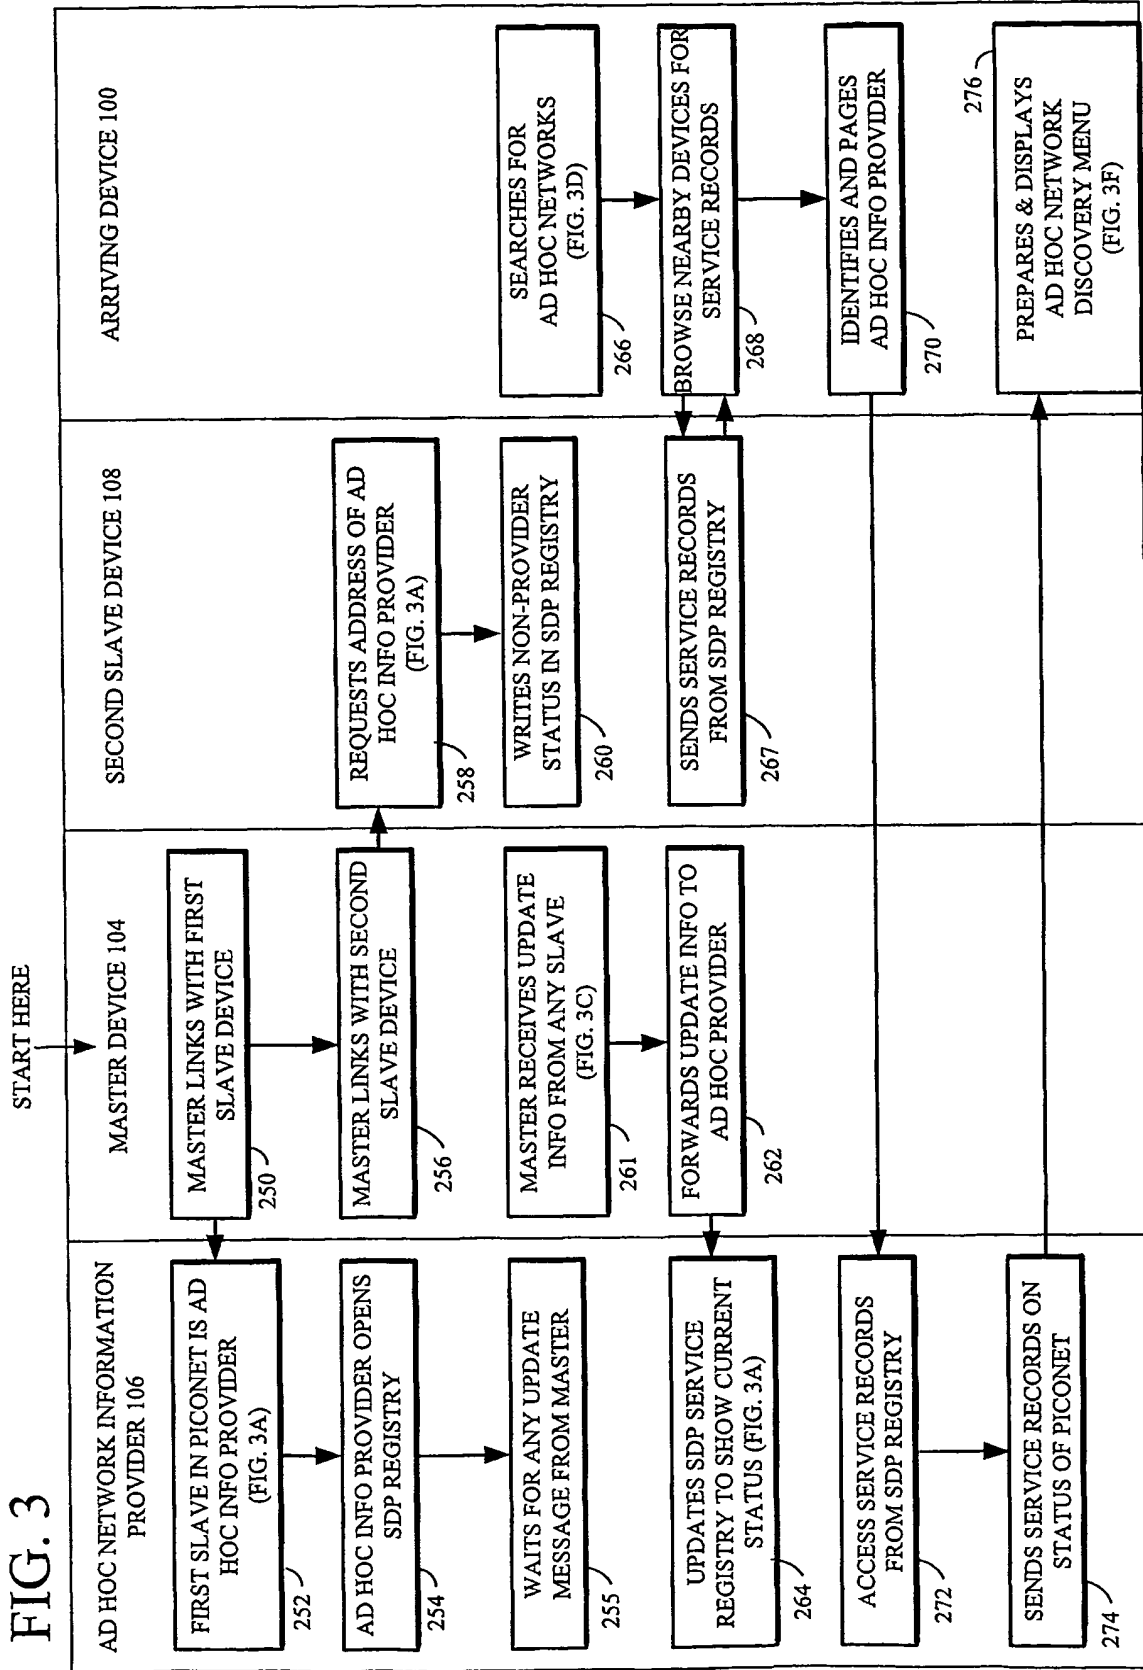 FIG. 3
START HERE
AD HOC NETWORK INFORMATION
PROVIDER 106
MASTER DEVICE 104
SECOND SLAVE DEVICE 108
ARRIVING DEVICE 100
FIRST SLAVE IN PICONET IS AD
HOC INFO PROVIDER
(FIG. 3A)
252
AD HOC INFO PROVIDER OPENS
SDP REGISTRY
254
WAITS FOR ANY UPDATE
MESSAGE FROM MASTER
255
UPDATES SDP SERVICE
REGISTRY TO SHOW CURRENT
STATUS (FIG. 3A)
264
ACCESS SERVICE RECORDS
FROM SDP REGISTRY
272
SENDS SERVICE RECORDS ON
STATUS OF PICONET
274
MASTER LINKS WITH FIRST
SLAVE DEVICE
250
MASTER LINKS WITH SECOND
SLAVE DEVICE
256
MASTER RECEIVES UPDATE
INFO FROM ANY SLAVE
(FIG. 3C)
261
FORWARDS UPDATE INFO TO
AD HOC PROVIDER
262
REQUESTS ADDRESS OF AD
HOC INFO PROVIDER
(FIG. 3A)
258
WRITES NON-PROVIDER
STATUS IN SDP REGISTRY
260
SENDS SERVICE RECORDS
FROM SDP REGISTRY
267
SEARCHES FOR
AD HOC NETWORKS
(FIG. 3D)
266
BROWSE NEARBY DEVICES FOR
SERVICE RECORDS
268
IDENTIFIES AND PAGES
AD HOC INFO PROVIDER
270
276
PREPARES & DISPLAYS
AD HOC NETWORK
DISCOVERY MENU
(FIG. 3F)